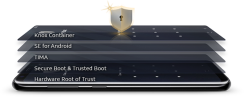 Knox Container
SE for Android
TIMA
Secure Boot & Trusted Boot
Hardware Root of Trust